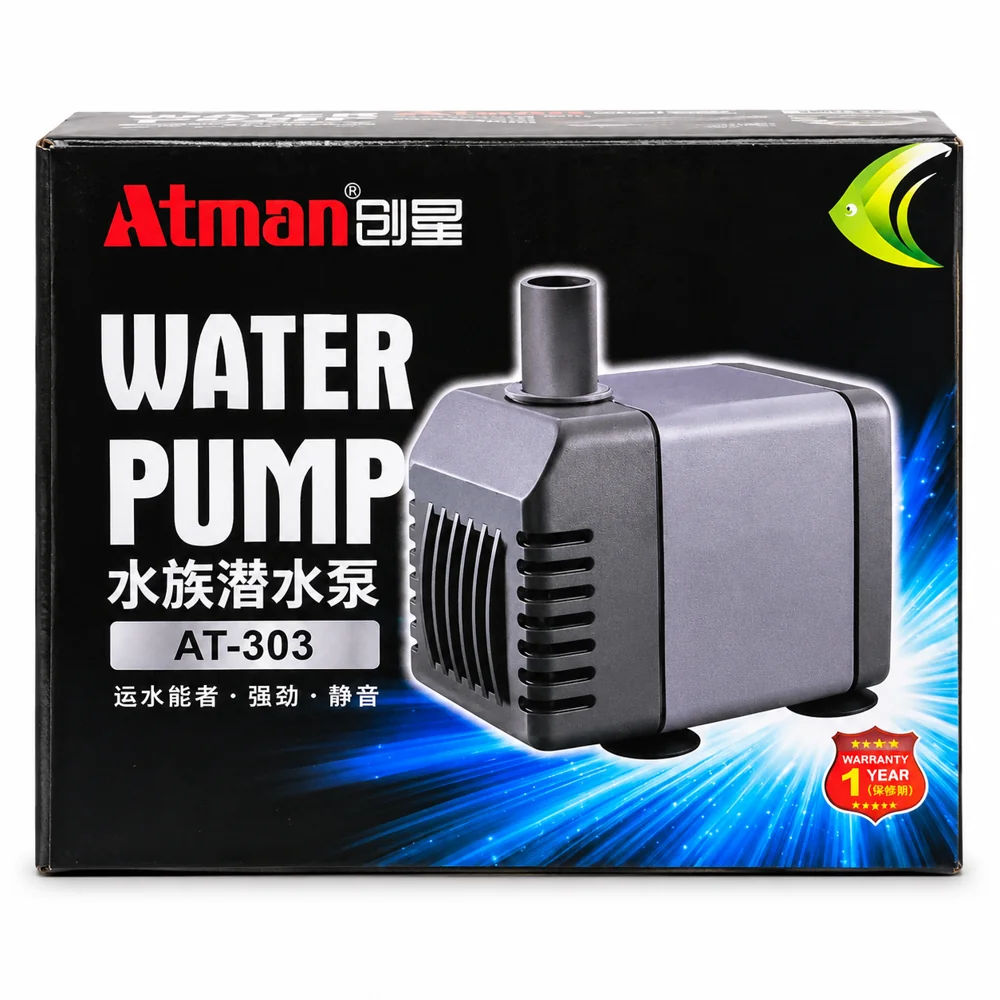 Atman® 创星
WATER
PUMP
水族潜水泵
AT-303
运水能者·强劲·静音
WARRANTY
1 YEAR
(保修期)